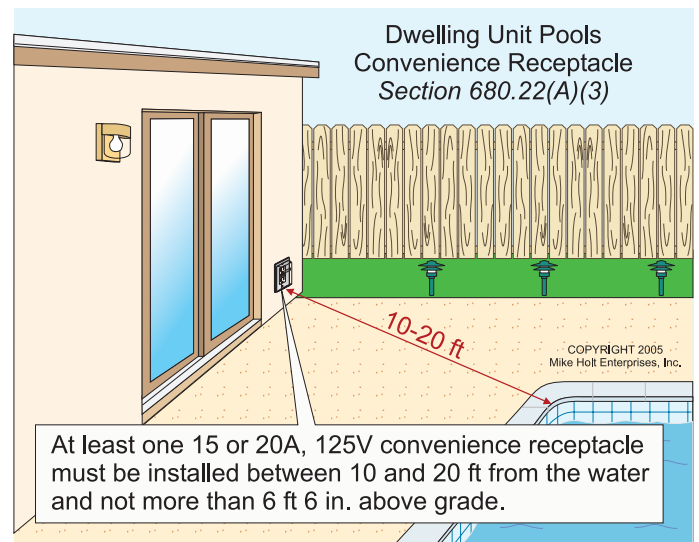 Dwelling Unit Pools
Convenience Receptacle
Section 680.22(A)(3)
10-20 ft
COPYRIGHT 2005
Mike Holt Enterprises, Inc.
At least one 15 or 20A, 125V convenience receptacle
must be installed between 10 and 20 ft from the water
and not more than 6 ft 6 in. above grade.